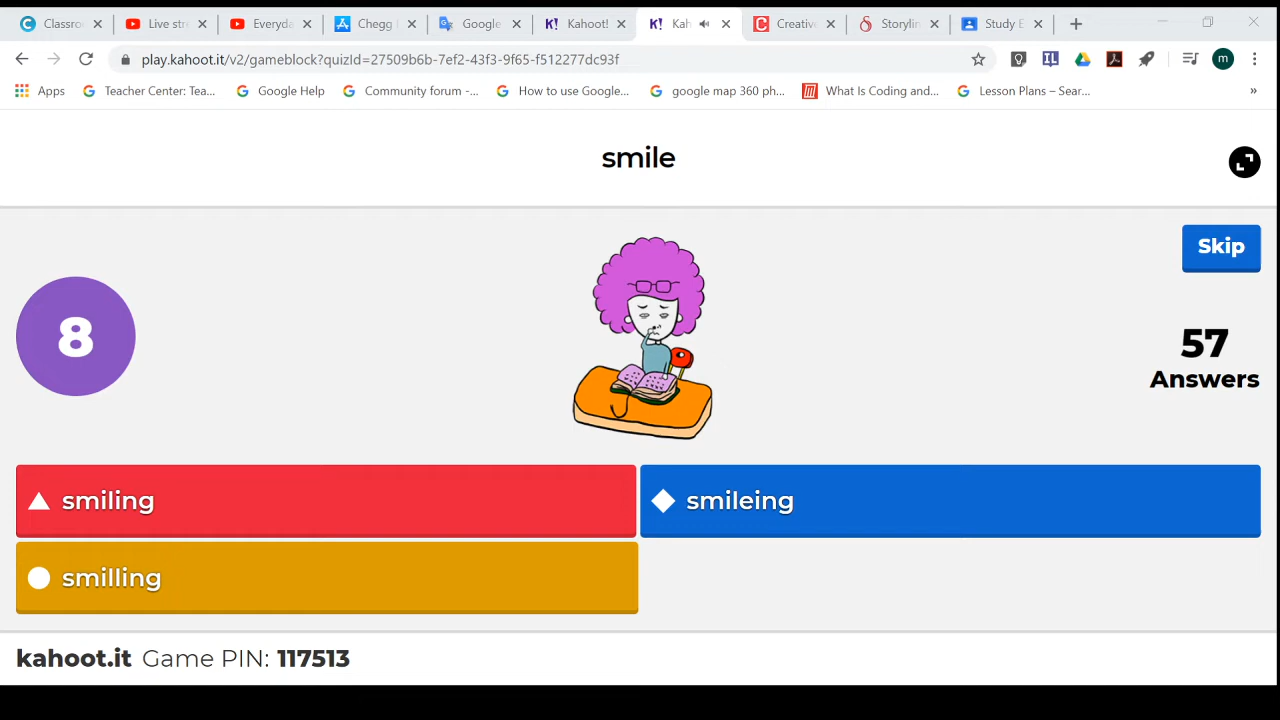 Classro
Live str
Everyda
Chegg
Google
Kahoot!
Kah
Creative
Storylin
Study E
play.kahoot.it/v2/gameblock?quizId=27509b6b-7ef2-43f3-9f65-f512277dc93f
Apps
Teacher Center: Tea...
Google Help
Community forum -...
How to use Google...
google map 360 ph...
What Is Coding and...
Lesson Plans – Sear...
»
smile
Skip
8
57
Answers
smiling
smileing
smilling
kahoot.it Game PIN: 117513